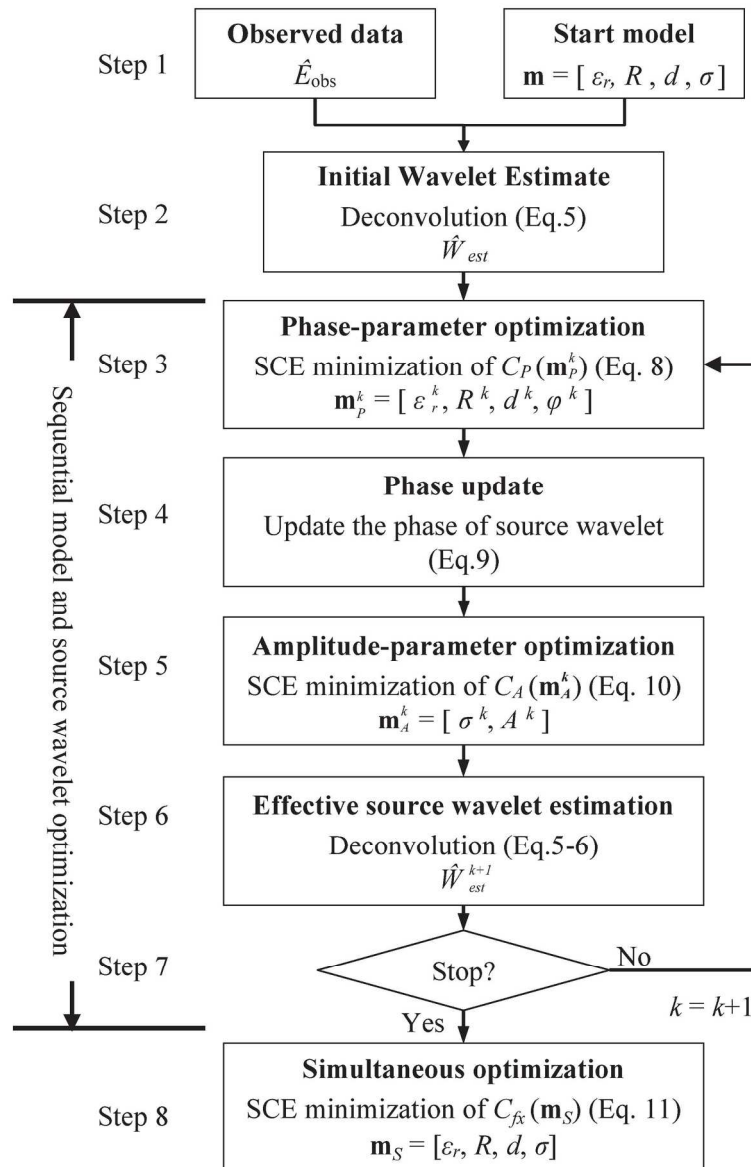 Step 1
Observed data
Ê_obs
Start model
m = [ ε_r, R , d , σ ]
Step 2
Initial Wavelet Estimate
Deconvolution (Eq.5)
Ŵ_est
Sequential model and source wavelet optimization
Step 3
Phase-parameter optimization
SCE minimization of C_P(m_P^k) (Eq. 8)
m_P^k = [ ε_r^k, R^k, d^k, φ^k ]
Step 4
Phase update
Update the phase of source wavelet
(Eq.9)
Step 5
Amplitude-parameter optimization
SCE minimization of C_A(m_A^k) (Eq. 10)
m_A^k = [ σ^k, A^k ]
Step 6
Effective source wavelet estimation
Deconvolution (Eq.5-6)
Ŵ_est^{k+1}
Step 7
Stop?
No
k = k+1
Yes
Step 8
Simultaneous optimization
SCE minimization of C_fx(m_S) (Eq. 11)
m_S = [ε_r, R, d, σ]